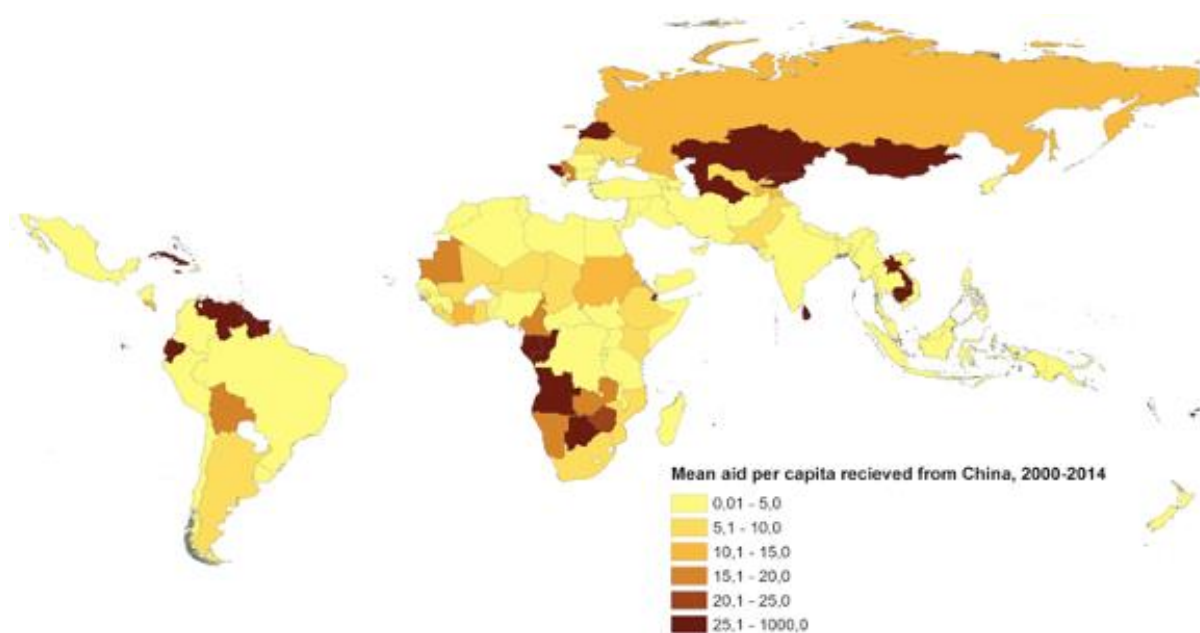 Mean aid per capita recieved from China, 2000-2014
0,01 - 5,0
5,1 - 10,0
10,1 - 15,0
15,1 - 20,0
20,1 - 25,0
25,1 - 1000,0